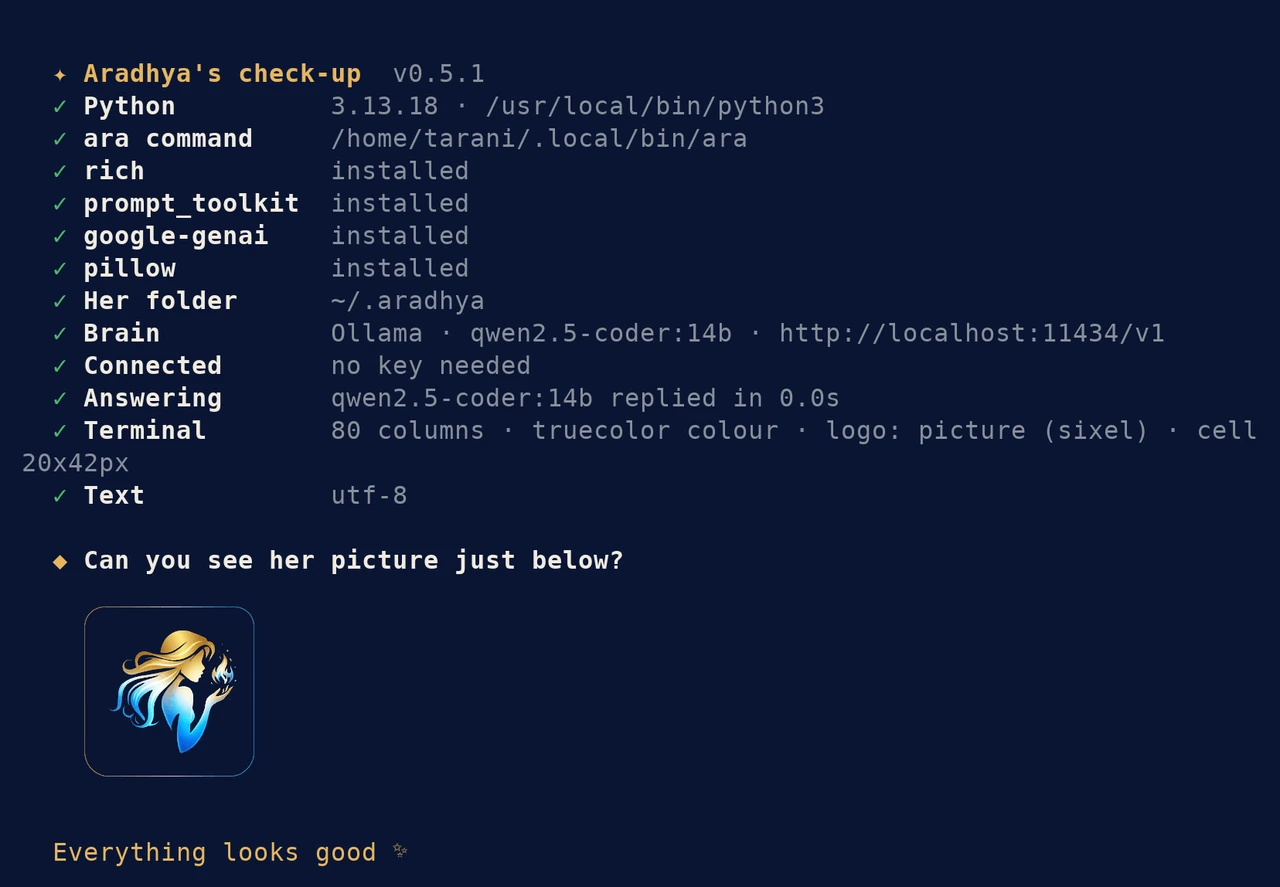 ✦ Aradhya's check-up  v0.5.1
✓ Python          3.13.18 · /usr/local/bin/python3
✓ ara command     /home/tarani/.local/bin/ara
✓ rich            installed
✓ prompt_toolkit  installed
✓ google-genai    installed
✓ pillow          installed
✓ Her folder      ~/.aradhya
✓ Brain           Ollama · qwen2.5-coder:14b · http://localhost:11434/v1
✓ Connected       no key needed
✓ Answering       qwen2.5-coder:14b replied in 0.0s
✓ Terminal        80 columns · truecolor colour · logo: picture (sixel) · cell
20x42px
✓ Text            utf-8
◆ Can you see her picture just below?
Everything looks good ✨